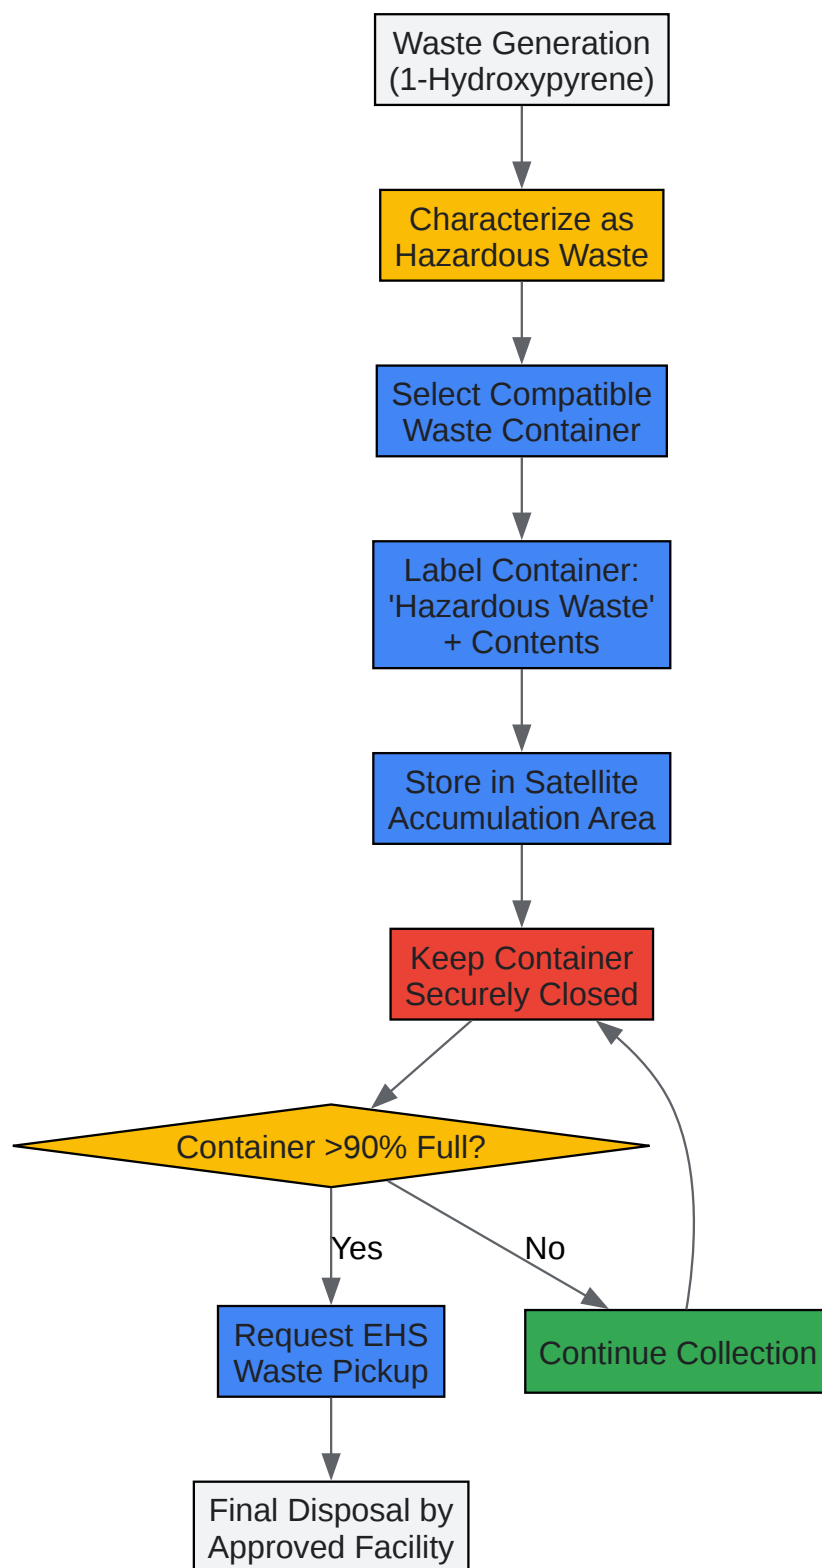 Waste Generation
(1-Hydroxypyrene)
Characterize as
Hazardous Waste
Select Compatible
Waste Container
Label Container:
'Hazardous Waste'
+ Contents
Store in Satellite
Accumulation Area
Keep Container
Securely Closed
Container >90% Full?
Yes
No
Request EHS
Waste Pickup
Continue Collection
Final Disposal by
Approved Facility